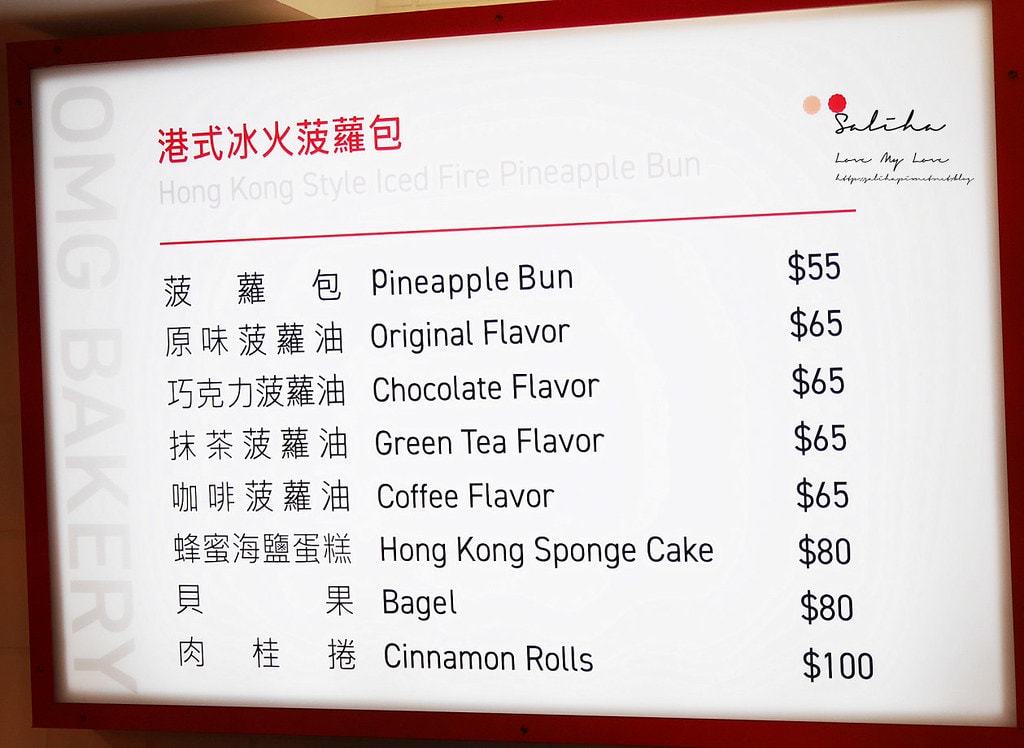 OMG BAKERY
港式冰火菠蘿包
Hong Kong Style Iced Fire Pineapple Bun
Saliha
Love My Love
菠蘿包 Pineapple Bun $55
原味菠蘿油 Original Flavor $65
巧克力菠蘿油 Chocolate Flavor $65
抹茶菠蘿油 Green Tea Flavor $65
咖啡菠蘿油 Coffee Flavor $65
蜂蜜海鹽蛋糕 Hong Kong Sponge Cake $80
貝果 Bagel $80
肉桂捲 Cinnamon Rolls $100